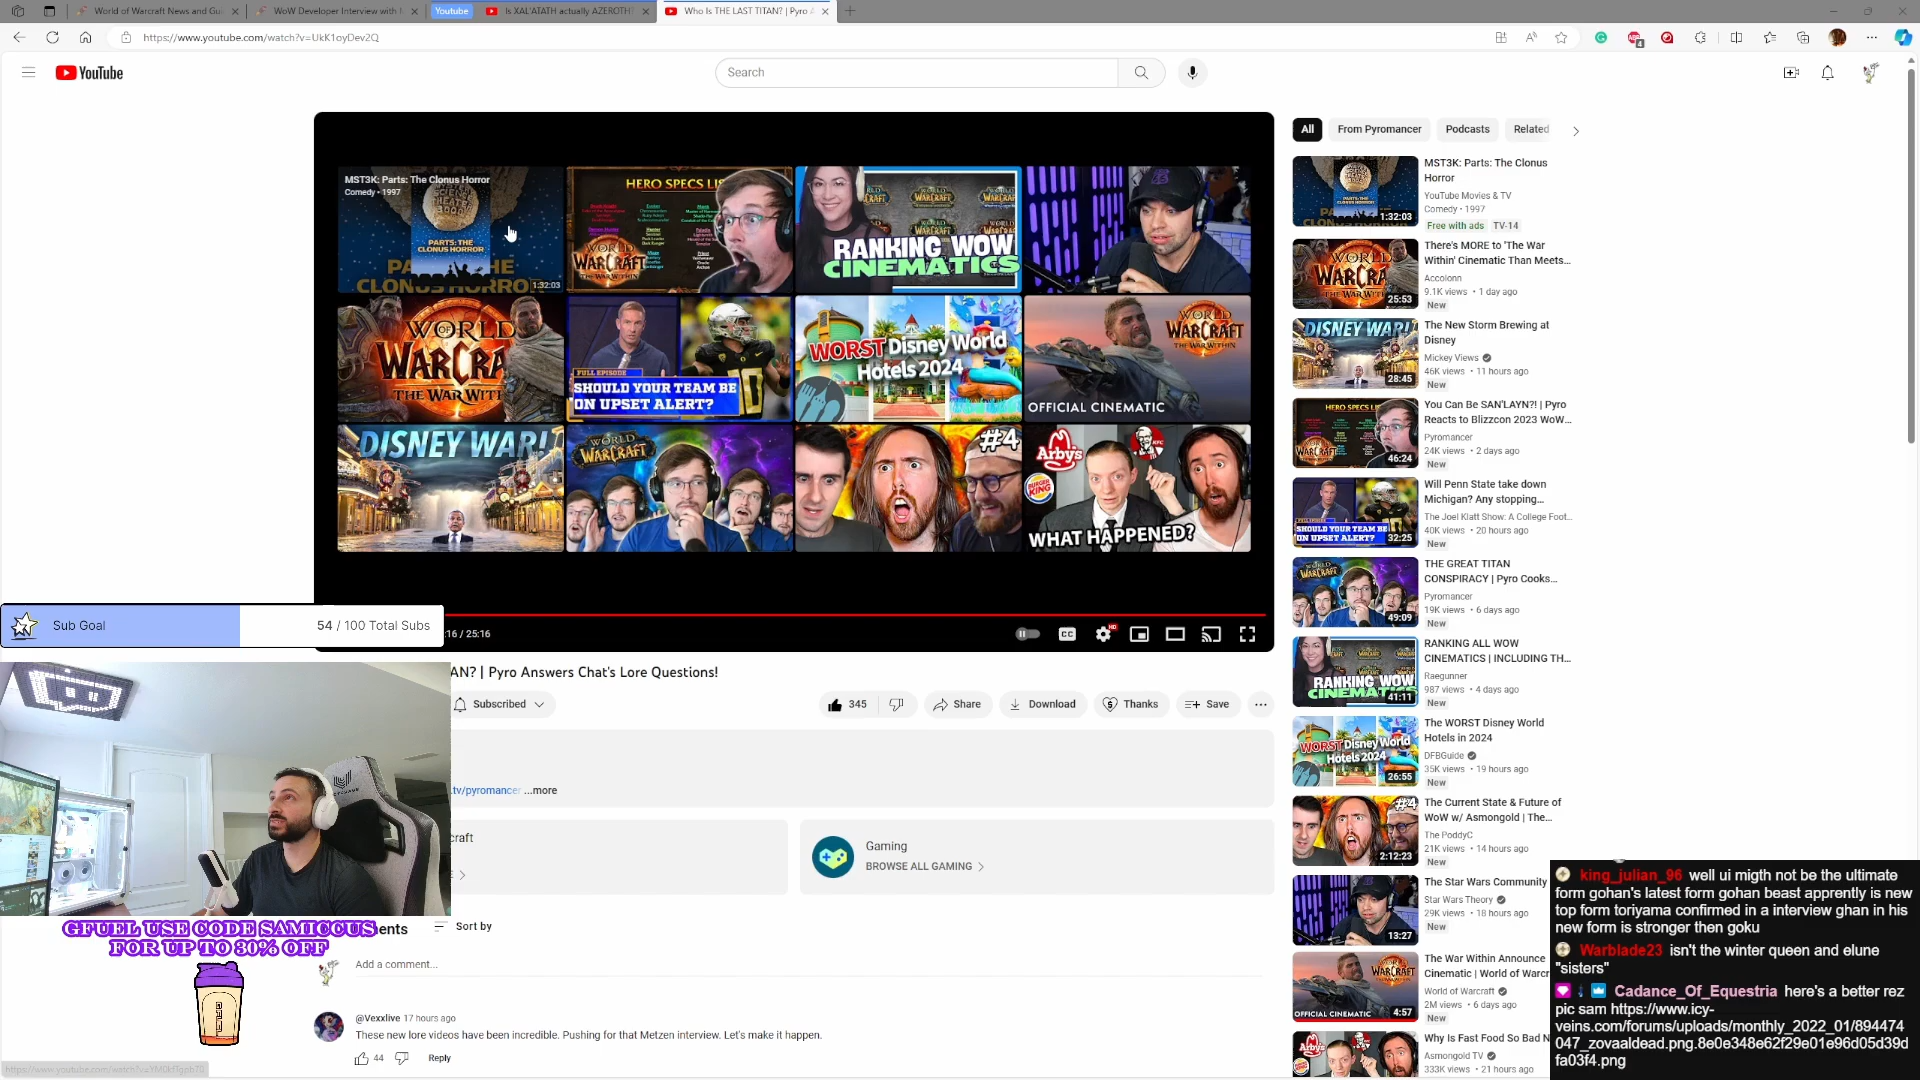 World of Warcraft News and Gui
WoW Developer Interview with
Youtube
Is XAL'ATATH actually AZEROTH?
Who Is THE LAST TITAN? | Pyro A
https://www.youtube.com/watch?v=UkK1oyDev2Q
YouTube
Search
MST3K: Parts: The Clonus Horror
Comedy • 1997
PARTS: THE
CLONUS HORROR
1:32:03
HERO SPECS LIS
WORLD
WARCRAFT
THE WAR WITHIN
RANKING WOW
CINEMATICS
WORLD
OF
WARCRA
THE WAR WITH
FULL EPISODE
SHOULD YOUR TEAM BE
ON UPSET ALERT?
WORST Disney World
Hotels 2024
WORLD
WARCRAFT
THE WAR WITHIN
OFFICIAL CINEMATIC
DISNEY WAR!
WORLD
WARCRAFT
#4
Arbys
KFC
BURGER
KING
WHAT HAPPENED?
:16 / 25:16
CC
HD
Sub Goal
54 / 100 Total Subs
AN? | Pyro Answers Chat's Lore Questions!
Subscribed
345
Share
Download
Thanks
Save
.tv/pyromancer ...more
craft
Gaming
BROWSE ALL GAMING
GFUEL USE CODE SAMICCUS
FOR UP TO 30% OFF
ents
Sort by
Add a comment...
@Vexxlive 17 hours ago
These new lore videos have been incredible. Pushing for that Metzen interview. Let's make it happen.
44
Reply
All
From Pyromancer
Podcasts
Related
MST3K: Parts: The Clonus
Horror
YouTube Movies & TV
Comedy • 1997
Free with ads
TV-14
1:32:03
There's MORE to 'The War
Within' Cinematic Than Meets...
Accolonn
9.1K views • 1 day ago
New
25:53
The New Storm Brewing at
Disney
Mickey Views
46K views • 11 hours ago
New
28:45
You Can Be SAN'LAYN?! | Pyro
Reacts to Blizzcon 2023 WoW...
Pyromancer
24K views • 2 days ago
New
46:24
Will Penn State take down
Michigan? Any stopping...
The Joel Klatt Show: A College Foot...
40K views • 20 hours ago
New
32:25
THE GREAT TITAN
CONSPIRACY | Pyro Cooks...
Pyromancer
19K views • 6 days ago
New
49:09
RANKING ALL WOW
CINEMATICS | INCLUDING TH...
Raegunner
987 views • 4 days ago
New
41:11
The WORST Disney World
Hotels in 2024
DFBGuide
35K views • 19 hours ago
New
26:55
The Current State & Future of
WoW w/ Asmongold | The...
The PoddyC
21K views • 14 hours ago
New
2:12:23
The Star Wars Community
Star Wars Theory
29K views • 18 hours ago
New
13:27
The War Within Announce
Cinematic | World of Warcr
World of Warcraft
2M views • 6 days ago
New
4:57
Why Is Fast Food So Bad N
Asmongold TV
333K views • 21 hours ago
king_julian_96 well ui migth not be the ultimate
form gohan's latest form gohan beast apprently is new
top form toriyama confirmed in a interview ghan in his
new form is stronger then goku
Warblade23 isn't the winter queen and elune
"sisters"
Cadance_Of_Equestria here's a better rez
pic sam https://www.icy-
veins.com/forums/uploads/monthly_2022_01/894474
047_zovaaldead.png.8e0e348e62f29e01e96d05d39d
fa03f4.png